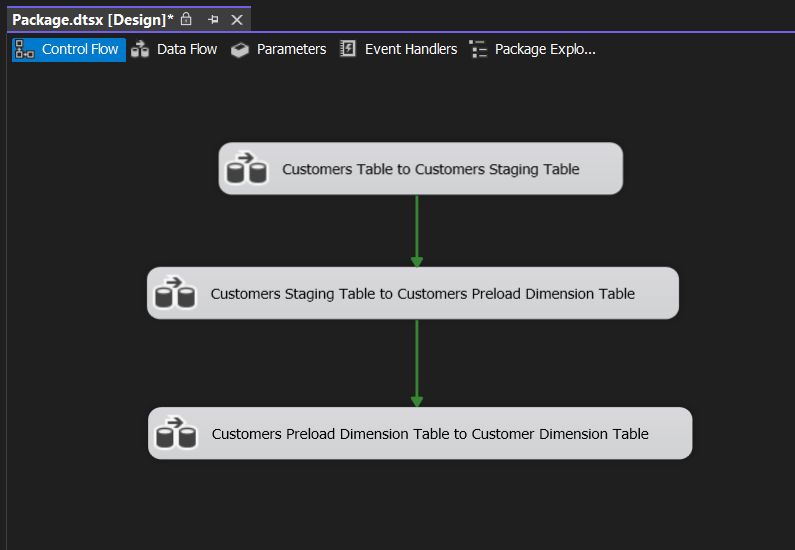 Package.dtsx [Design]*
Control Flow Data Flow Parameters Event Handlers Package Explo...
Customers Table to Customers Staging Table
Customers Staging Table to Customers Preload Dimension Table
Customers Preload Dimension Table to Customer Dimension Table